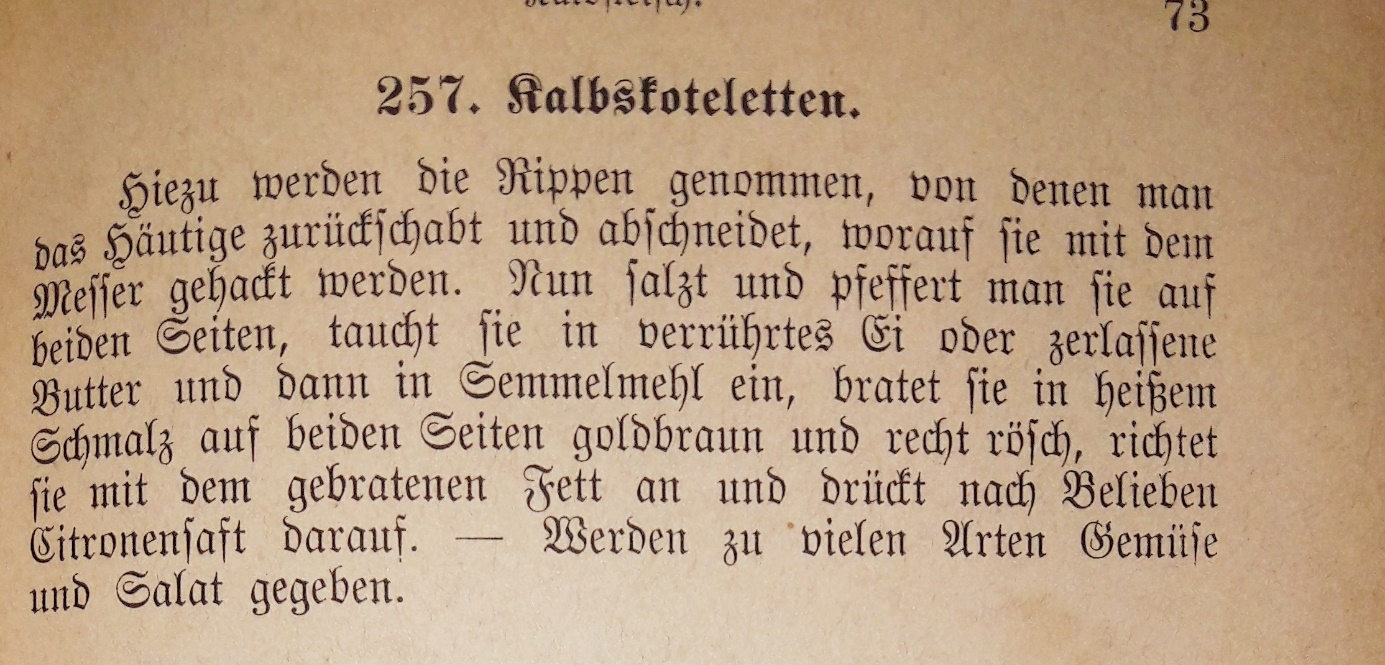 73
257. Kalbskoteletten.
Hiezu werden die Rippen genommen, von denen man
das Häutige zurückschabt und abschneidet, worauf sie mit dem
Messer gehackt werden. Nun salzt und pfeffert man sie auf
beiden Seiten, taucht sie in verrührtes Ei oder zerlassene
Butter und dann in Semmelmehl ein, bratet sie in heißem
Schmalz auf beiden Seiten goldbraun und recht rösch, richtet
sie mit dem gebratenen Fett an und drückt nach Belieben
Citronensaft darauf. — Werden zu vielen Arten Gemüse
und Salat gegeben.